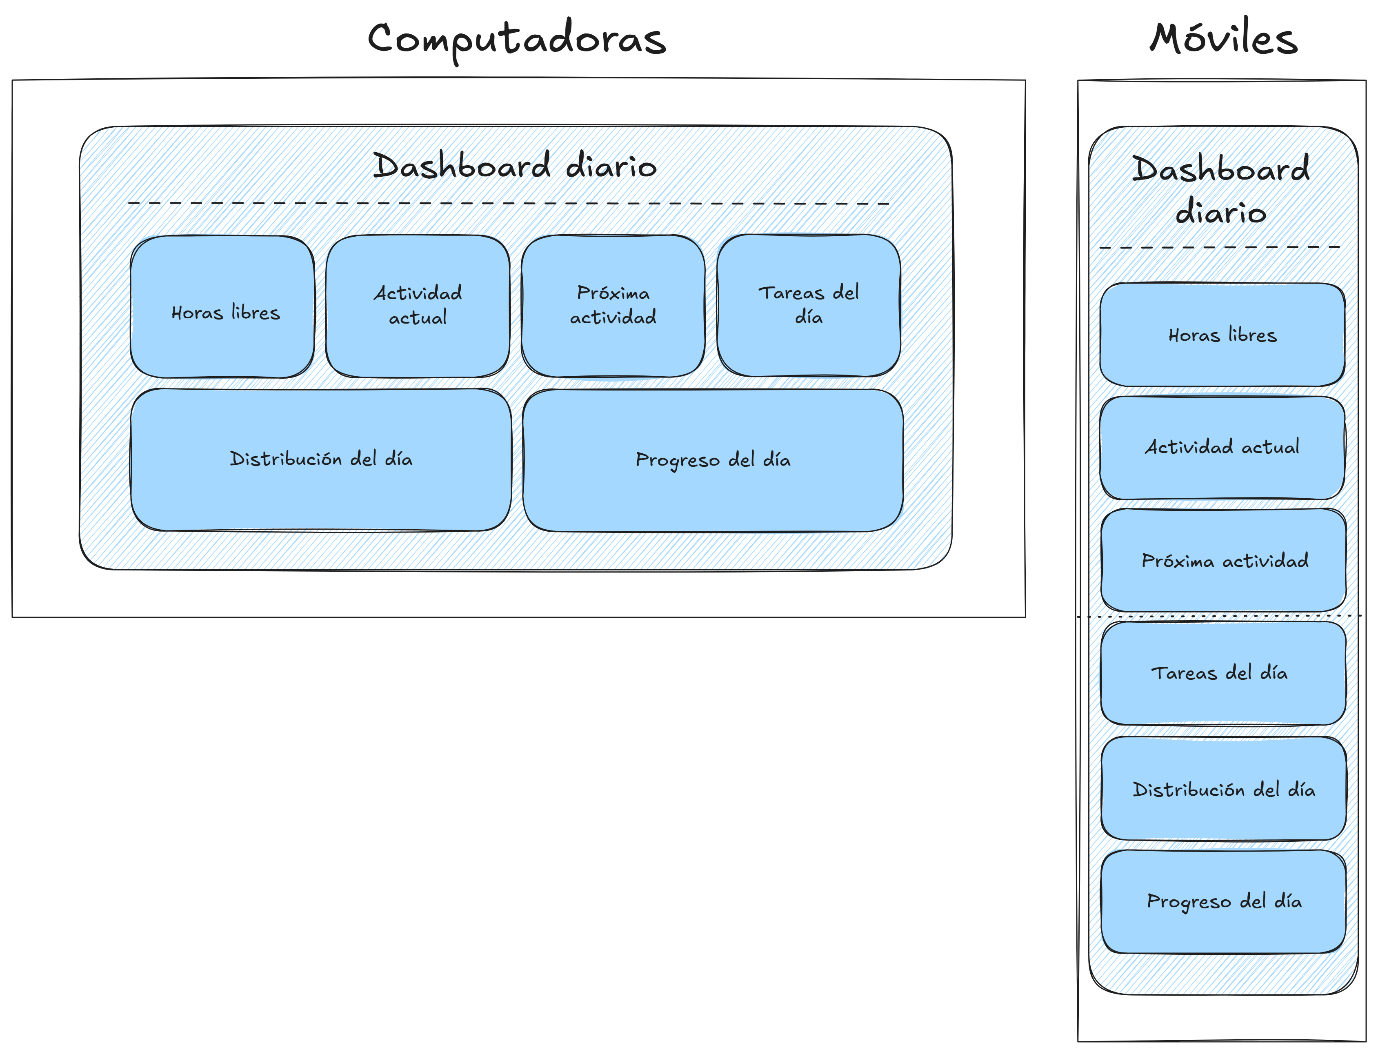 Computadoras
Dashboard diario
Horas libres
Actividad
actual
Próxima
actividad
Tareas del
día
Distribución del día
Progreso del día
Móviles
Dashboard
diario
Horas libres
Actividad actual
Próxima actividad
Tareas del día
Distribución del día
Progreso del día